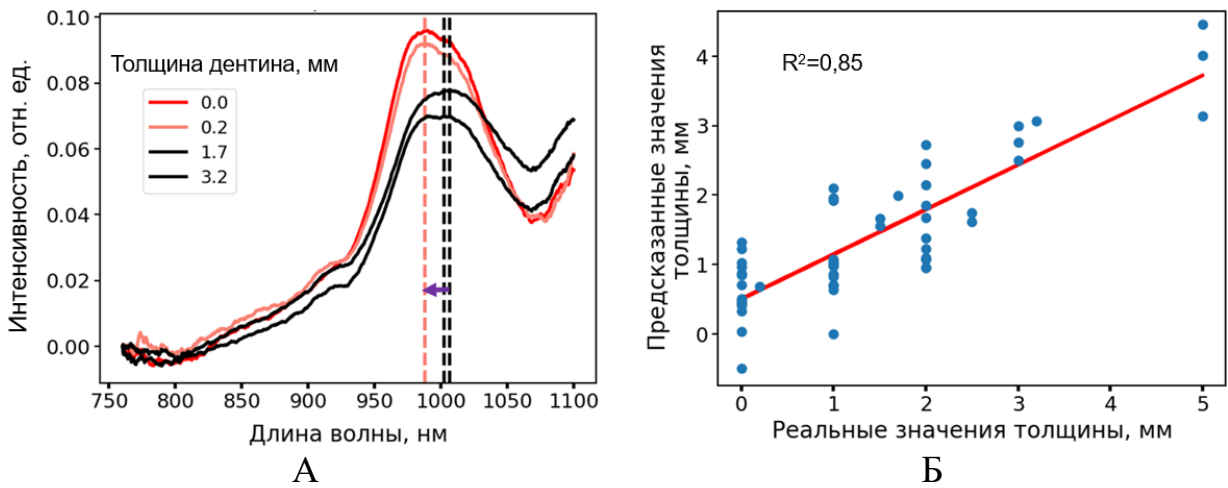 Толщина дентина, мм
0.0
0.2
1.7
3.2
Интенсивность, отн. ед.
0.10
0.08
0.06
0.04
0.02
0.00
750 800 850 900 950 1000 1050 1100
Длина волны, нм
А
R²=0,85
Предсказанные значения
толщины, мм
4
3
2
1
0
0 1 2 3 4 5
Реальные значения толщины, мм
Б